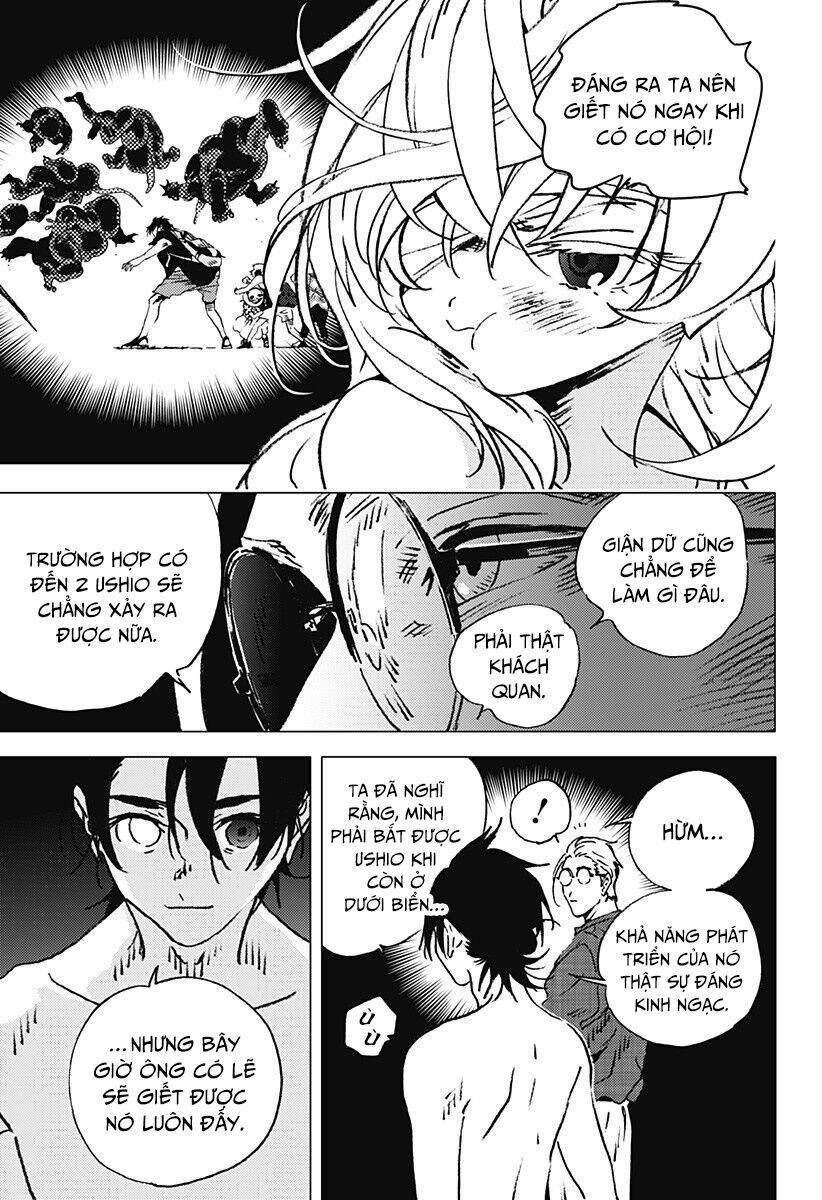 ĐÁNG RA TA NÊN
GIẾT NÓ NGAY KHI
CÓ CƠ HỘI!
GIẬN DỮ CŨNG
CHẲNG ĐỂ
LÀM GÌ ĐÂU.
PHẢI THẬT
KHÁCH
QUAN.
TRƯỜNG HỢP CÓ
ĐẾN 2 USHIO SẼ
CHẲNG XẢY RA
ĐƯỢC NỮA.
HỪM...
KHẢ NĂNG PHÁT
TRIỂN CỦA NÓ
THẬT SỰ ĐÁNG
KINH NGẠC.
!
TA ĐÃ NGHĨ
RẰNG, MÌNH
PHẢI BẮT ĐƯỢC
USHIO KHI
CÒN Ở
DƯỚI BIỂN...
Ù
Ù
...NHƯNG BÂY
GIỜ ÔNG CÓ LẼ
SẼ GIẾT ĐƯỢC
NÓ LUÔN ĐẤY.